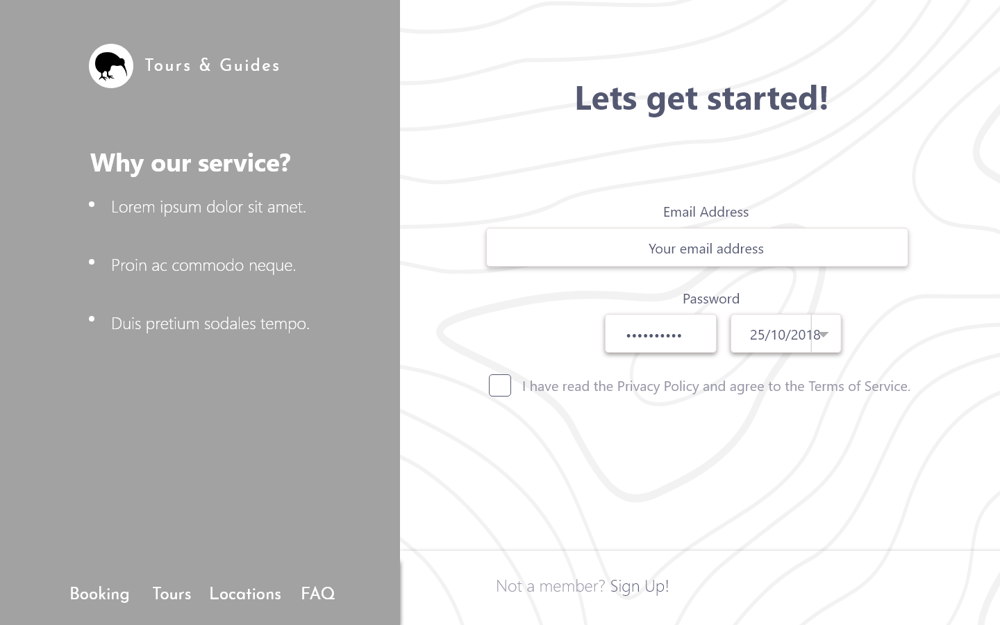 Tours & Guides
Why our service?
• Lorem ipsum dolor sit amet.
• Proin ac commodo neque.
• Duis pretium sodales tempo.
Booking Tours Locations FAQ
Lets get started!
Email Address
Your email address
Password
•••••••••• 25/10/2018
I have read the Privacy Policy and agree to the Terms of Service.
Not a member? Sign Up!